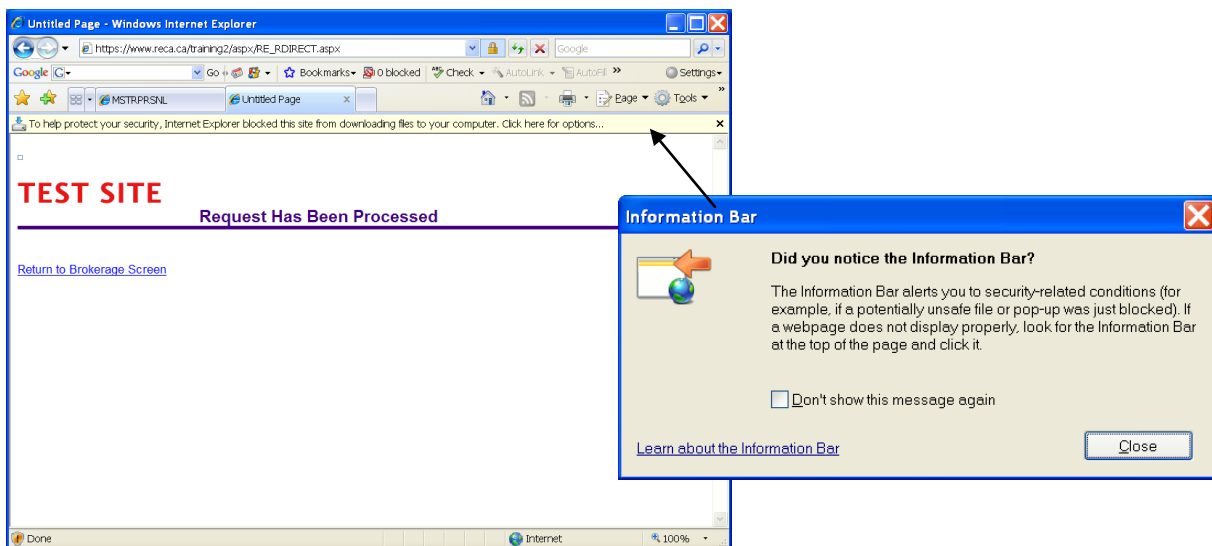 Untitled Page - Windows Internet Explorer
https://www.reca.ca/training2/aspx/RE_RDIRECT.aspx Google
Google G Go Bookmarks 0 blocked Check AutoLink AutoFill » Settings
MSTRPRSNL Untitled Page x Page Tools »
To help protect your security, Internet Explorer blocked this site from downloading files to your computer. Click here for options... x
TEST SITE
Request Has Been Processed
Return to Brokerage Screen
Done Internet 100%
Information Bar
Did you notice the Information Bar?
The Information Bar alerts you to security-related conditions (for
example, if a potentially unsafe file or pop-up was just blocked). If
a webpage does not display properly, look for the Information Bar
at the top of the page and click it.
Don't show this message again
Learn about the Information Bar
Close